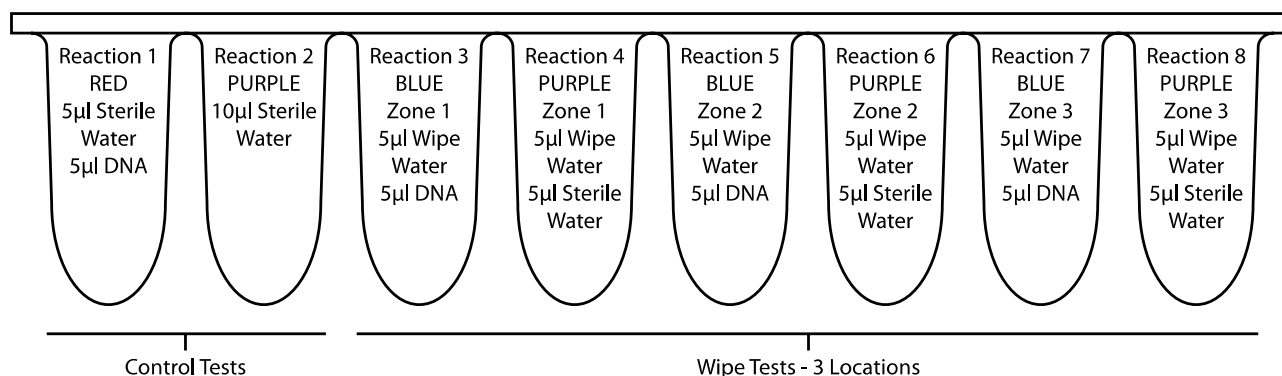 Reaction 1
RED
5µl Sterile
Water
5µl DNA
Reaction 2
PURPLE
10µl Sterile
Water
Reaction 3
BLUE
Zone 1
5µl Wipe
Water
5µl DNA
Reaction 4
PURPLE
Zone 1
5µl Wipe
Water
5µl Sterile
Water
Reaction 5
BLUE
Zone 2
5µl Wipe
Water
5µl DNA
Reaction 6
PURPLE
Zone 2
5µl Wipe
Water
5µl Sterile
Water
Reaction 7
BLUE
Zone 3
5µl Wipe
Water
5µl DNA
Reaction 8
PURPLE
Zone 3
5µl Wipe
Water
5µl Sterile
Water
Control Tests
Wipe Tests - 3 Locations